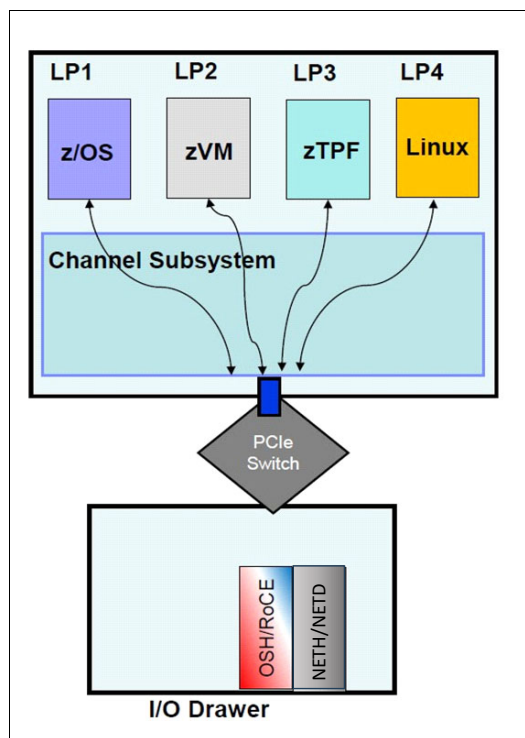 LP1 LP2 LP3 LP4
z/OS zVM zTPF Linux
Channel Subsystem
PCIe
Switch
OSH/RoCE
NETH/NETD
I/O Drawer